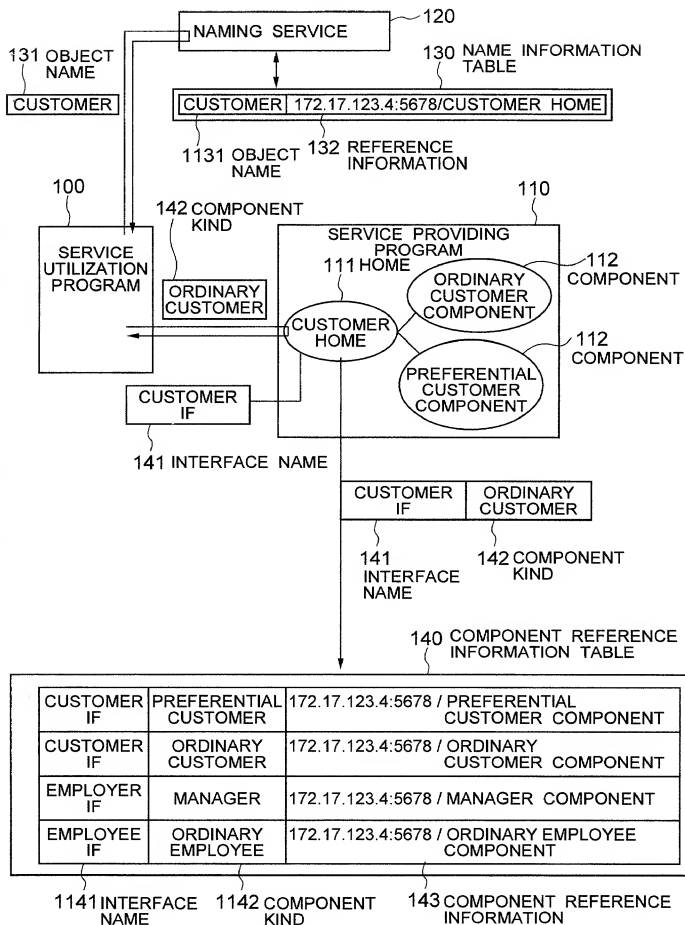 120
NAMING SERVICE
131 OBJECT
NAME
CUSTOMER
130 NAME INFORMATION
TABLE
CUSTOMER 172.17.123.4:5678/CUSTOMER HOME
1131 OBJECT
NAME
132 REFERENCE
INFORMATION
100
SERVICE
UTILIZATION
PROGRAM
142 COMPONENT
KIND
ORDINARY
CUSTOMER
110
SERVICE PROVIDING
PROGRAM
111 HOME
CUSTOMER
HOME
112 COMPONENT
ORDINARY
CUSTOMER
COMPONENT
112 COMPONENT
PREFERENTIAL
CUSTOMER
COMPONENT
CUSTOMER
IF
141 INTERFACE NAME
CUSTOMER
IF
ORDINARY
CUSTOMER
141
INTERFACE
NAME
142 COMPONENT
KIND
140 COMPONENT REFERENCE
INFORMATION TABLE
CUSTOMER
IF
PREFERENTIAL
CUSTOMER
172.17.123.4:5678 / PREFERENTIAL
CUSTOMER COMPONENT
CUSTOMER
IF
ORDINARY
CUSTOMER
172.17.123.4:5678 / ORDINARY
CUSTOMER COMPONENT
EMPLOYER
IF
MANAGER
172.17.123.4:5678 / MANAGER COMPONENT
EMPLOYEE
IF
ORDINARY
EMPLOYEE
172.17.123.4:5678 / ORDINARY EMPLOYEE
COMPONENT
1141 INTERFACE
NAME
1142 COMPONENT
KIND
143 COMPONENT REFERENCE
INFORMATION